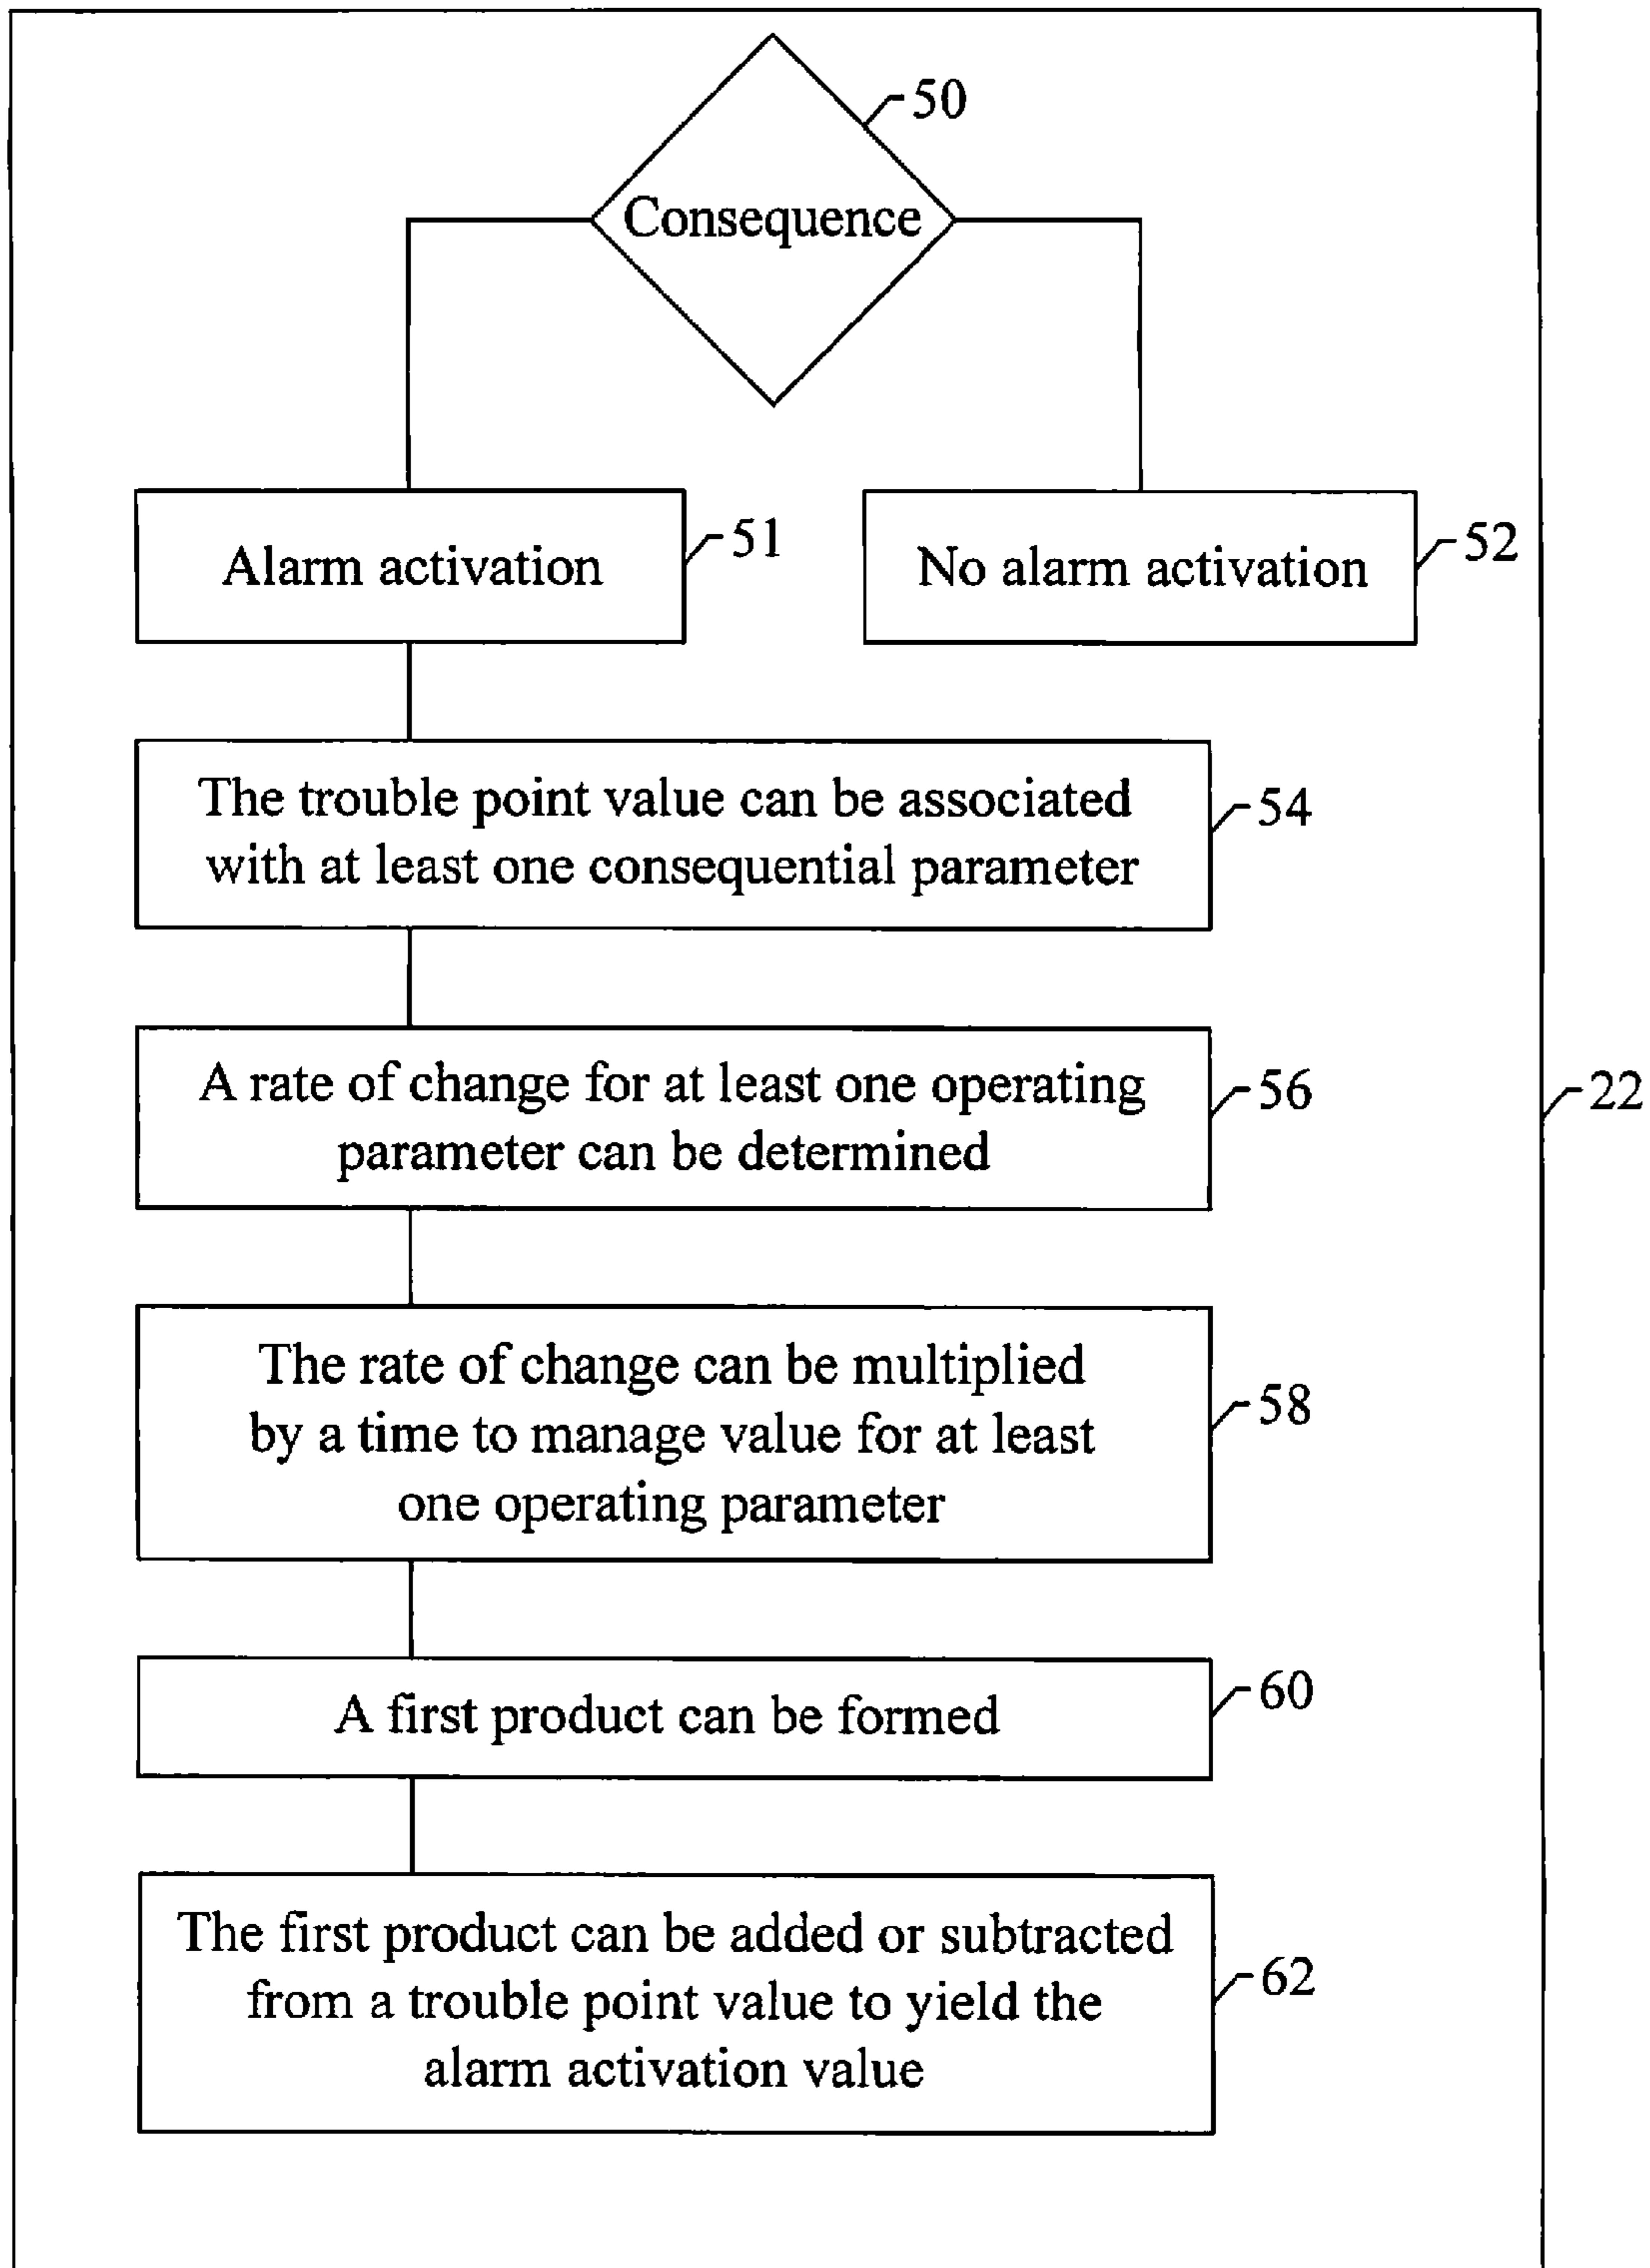 50
Consequence
Alarm activation
51
No alarm activation
52
The trouble point value can be associated
with at least one consequential parameter
54
A rate of change for at least one operating
parameter can be determined
56
22
The rate of change can be multiplied
by a time to manage value for at least
one operating parameter
58
A first product can be formed
60
The first product can be added or subtracted
from a trouble point value to yield the
alarm activation value
62